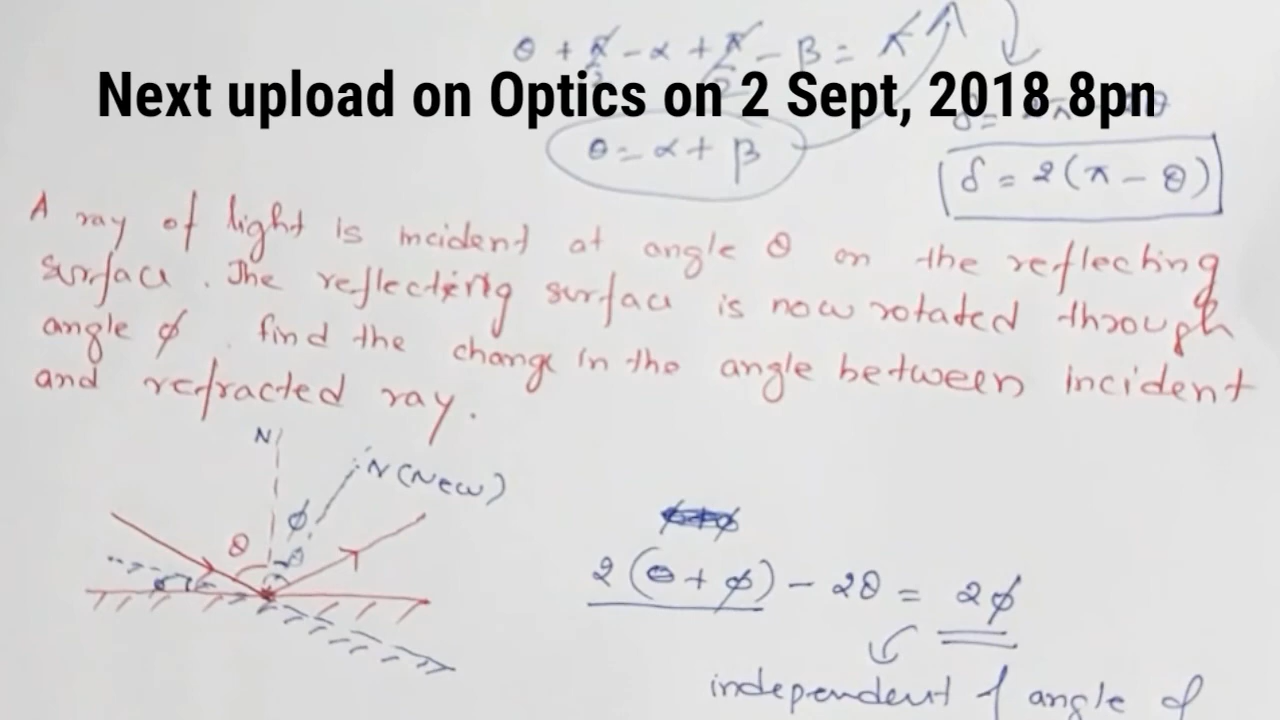 θ + π/2 - α + π/2 - β = π
Next upload on Optics on 2 Sept, 2018 8pn
θ = α + β
δ = 2(π - θ)
A ray of light is incident at angle θ on the reflecting
surface. The reflecting surface is now rotated through
angle φ. find the change in the angle between incident
and refracted ray.
N
N (New)
φ
θ
θ
2(θ + φ) - 2θ = 2φ
independent of angle of